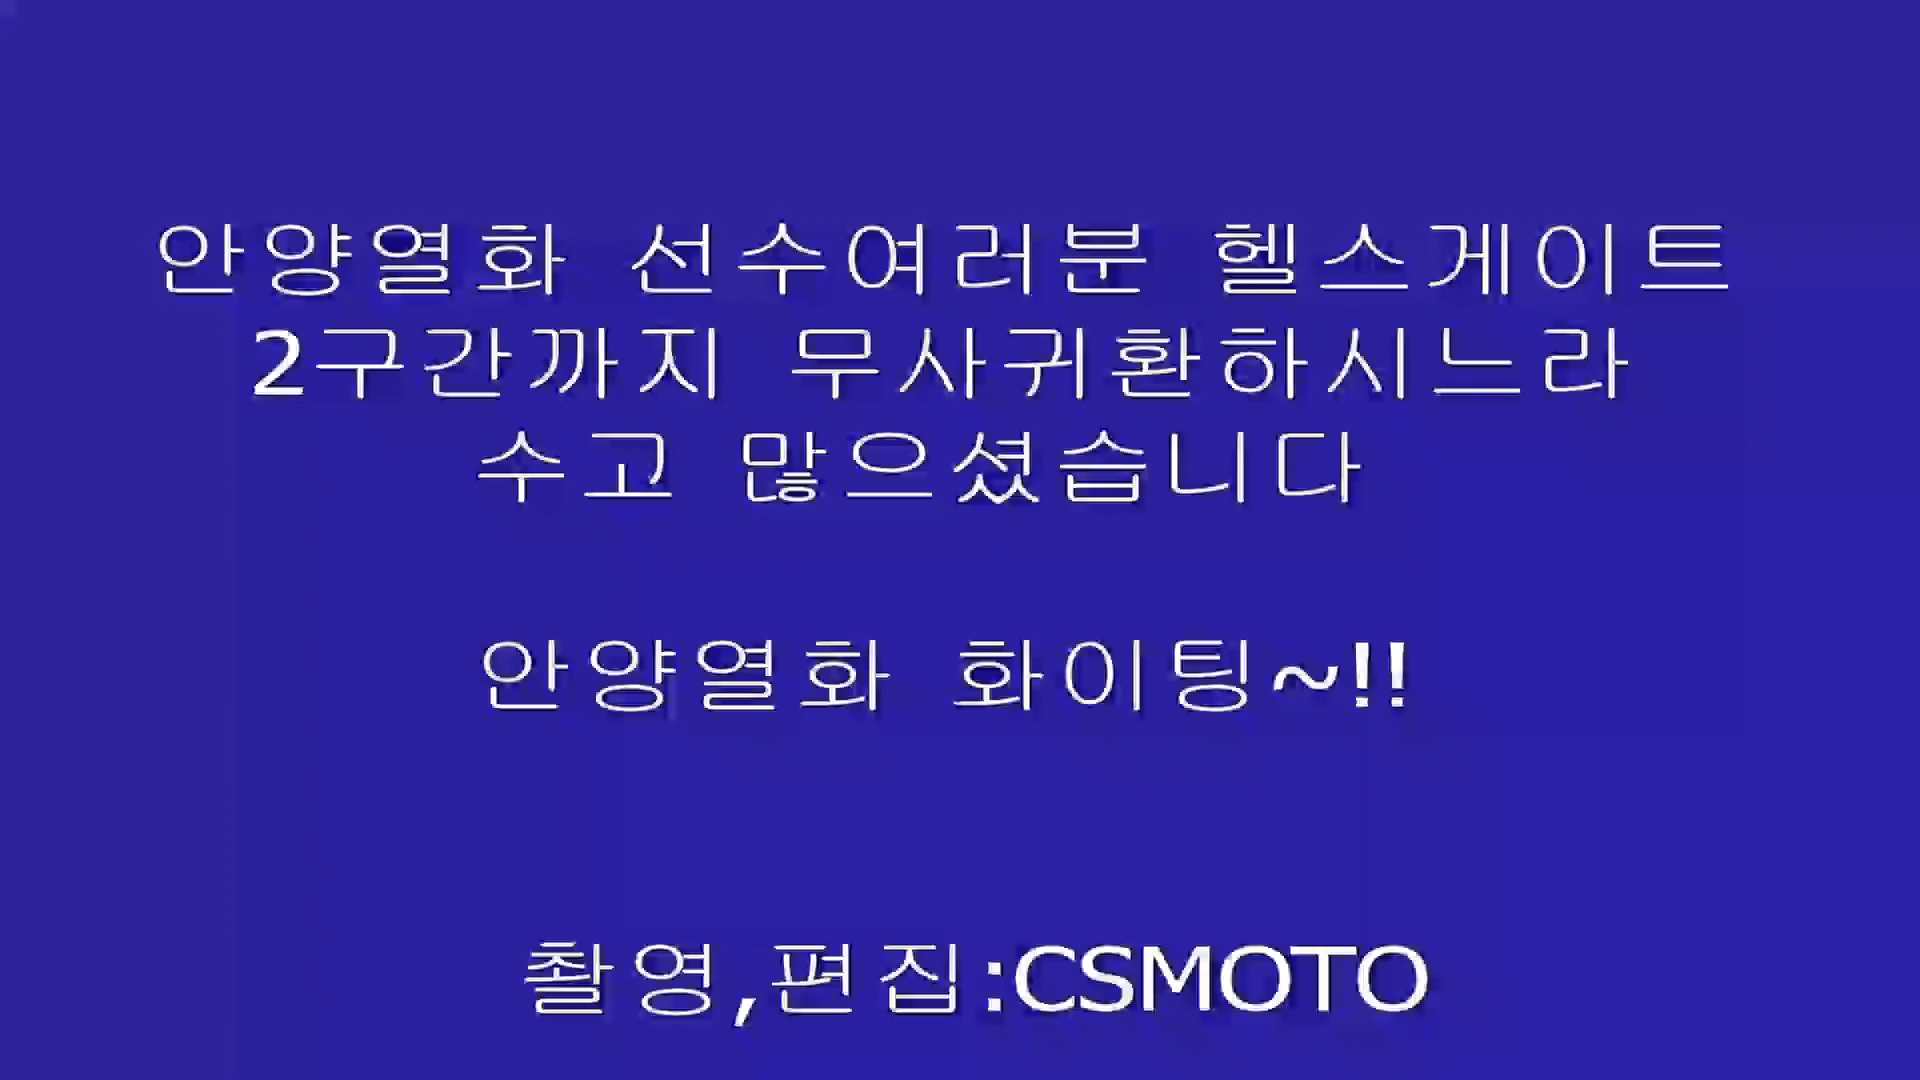 안양열화 선수여러분 헬스게이트
2구간까지 무사귀환하시느라
수고 많으셨습니다
안양열화 화이팅~!!
촬영,편집:CSMOTO